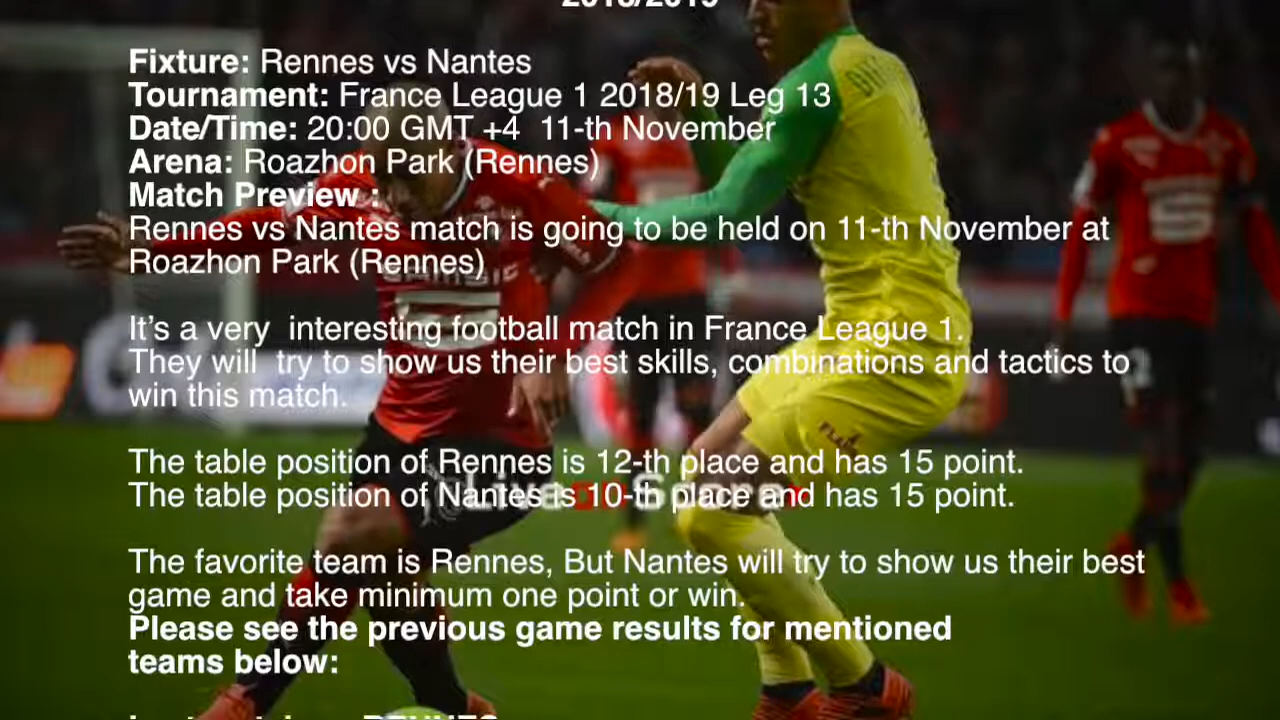 2018/2019
Fixture: Rennes vs Nantes
Tournament: France League 1 2018/19 Leg 13
Date/Time: 20:00 GMT +4  11-th November
Arena: Roazhon Park (Rennes)
Match Preview :
Rennes vs Nantes match is going to be held on 11-th November at
Roazhon Park (Rennes)
It’s a very  interesting football match in France League 1.
They will  try to show us their best skills, combinations and tactics to
win this match.
The table position of Rennes is 12-th place and has 15 point.
The table position of Nantes is 10-th place and has 15 point.
The favorite team is Rennes, But Nantes will try to show us their best
game and take minimum one point or win.
Please see the previous game results for mentioned
teams below: